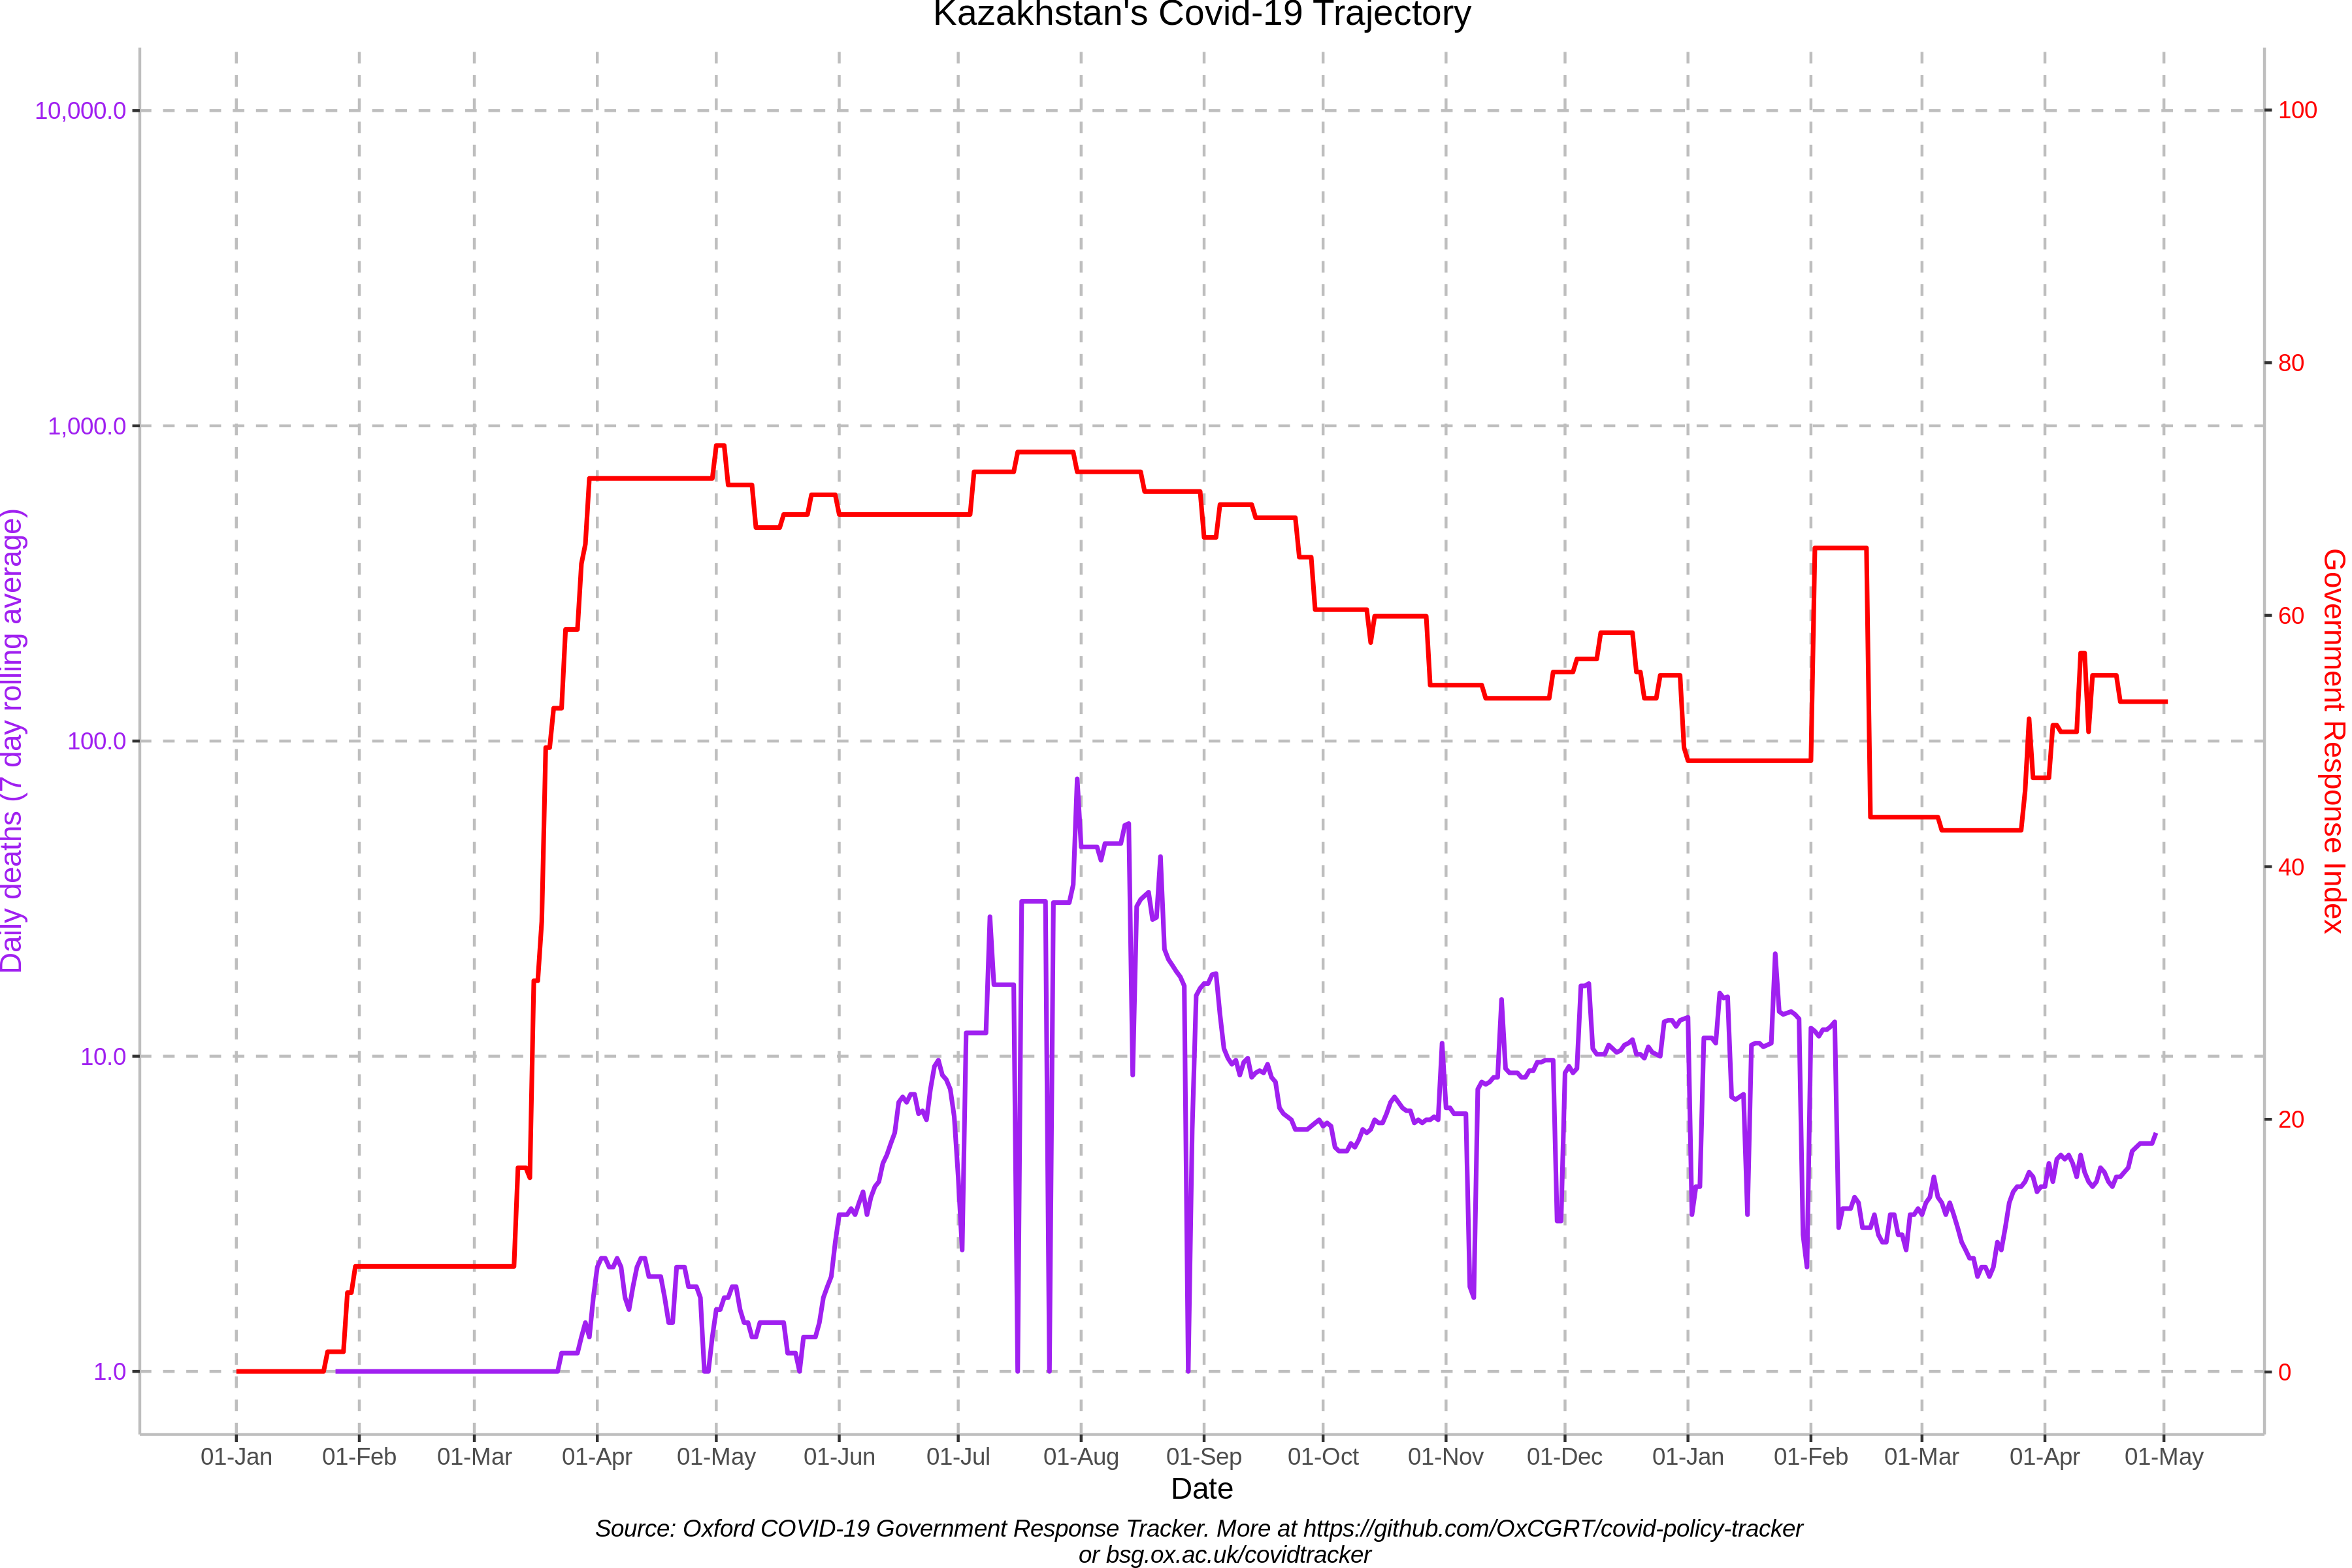 Kazakhstan's Covid-19 Trajectory
10,000.0
1,000.0
100.0
10.0
1.0
Daily deaths (7 day rolling average)
100
80
60
40
20
0
Government Response Index
01-Jan 01-Feb 01-Mar 01-Apr 01-May 01-Jun 01-Jul 01-Aug 01-Sep 01-Oct 01-Nov 01-Dec 01-Jan 01-Feb 01-Mar 01-Apr 01-May
Date
Source: Oxford COVID-19 Government Response Tracker. More at https://github.com/OxCGRT/covid-policy-tracker
or bsg.ox.ac.uk/covidtracker